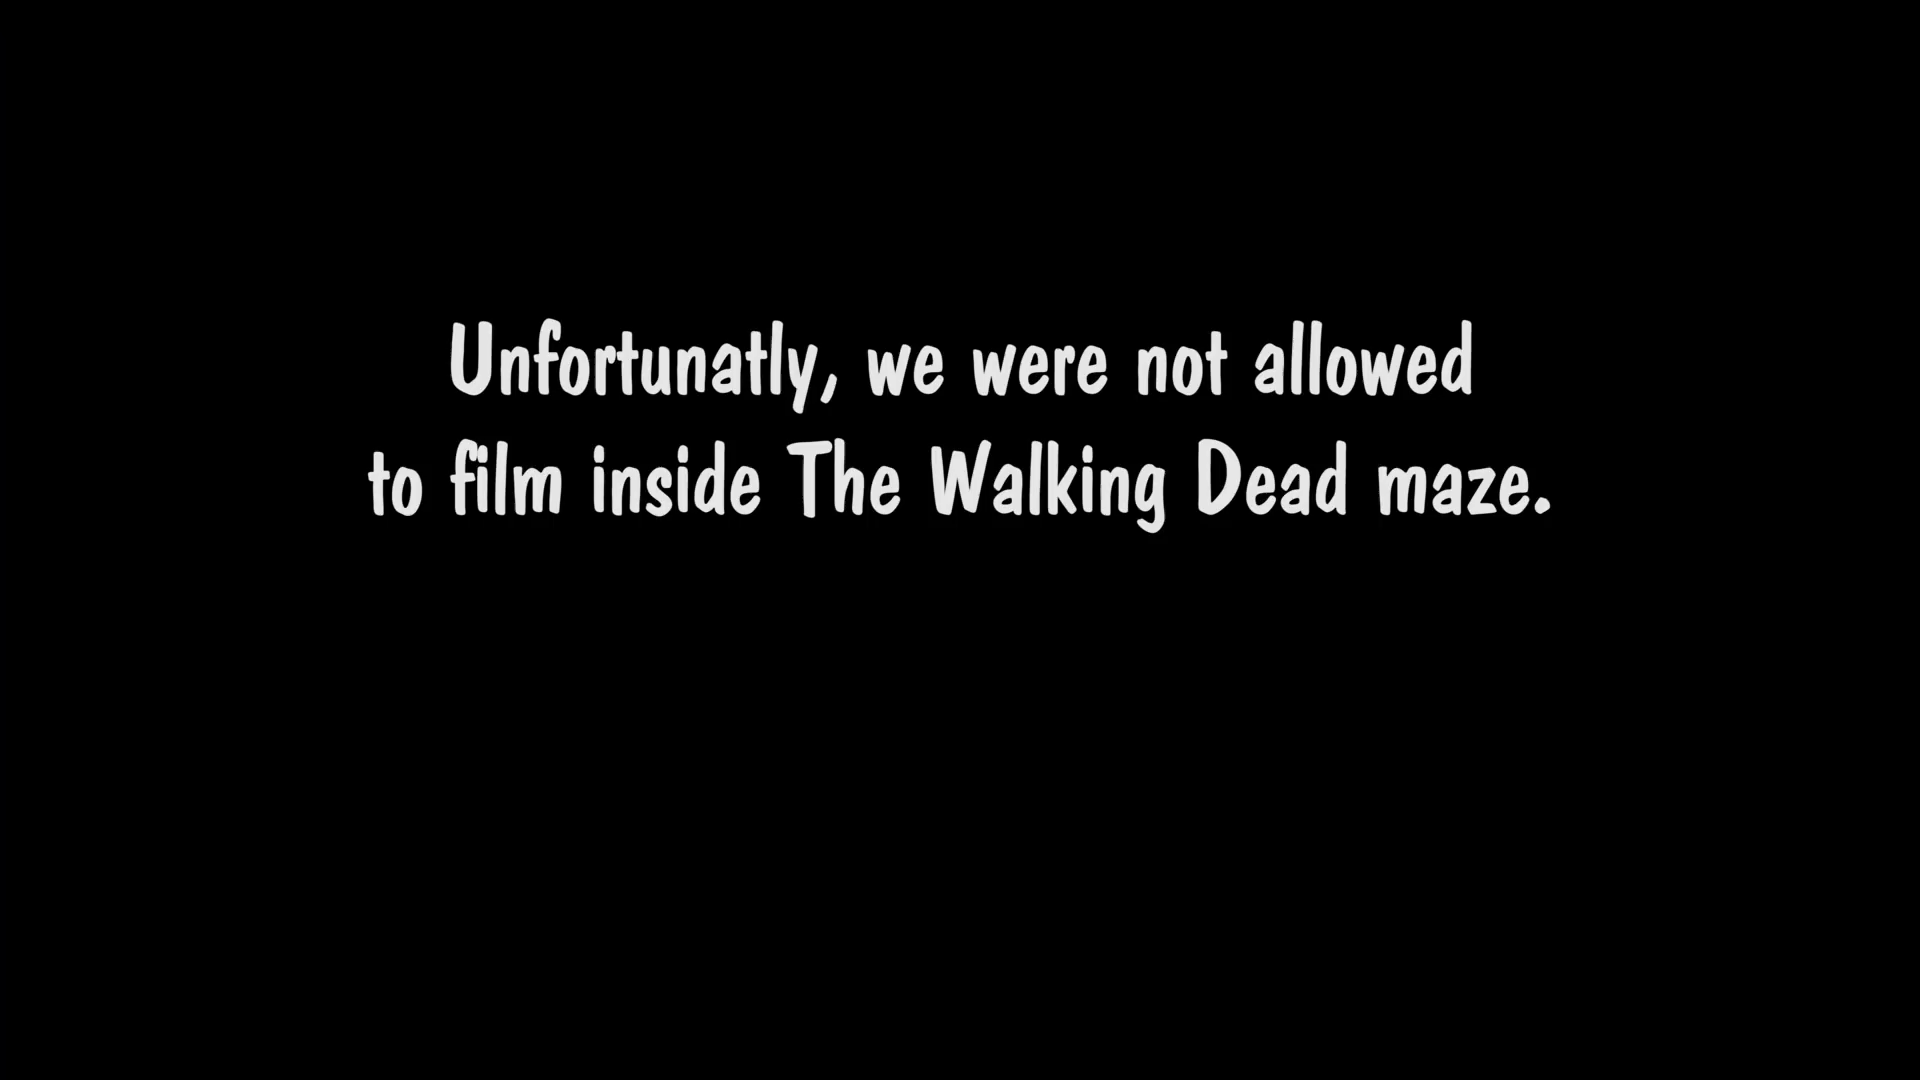 Unfortunatly, we were not allowed
to film inside The Walking Dead maze.